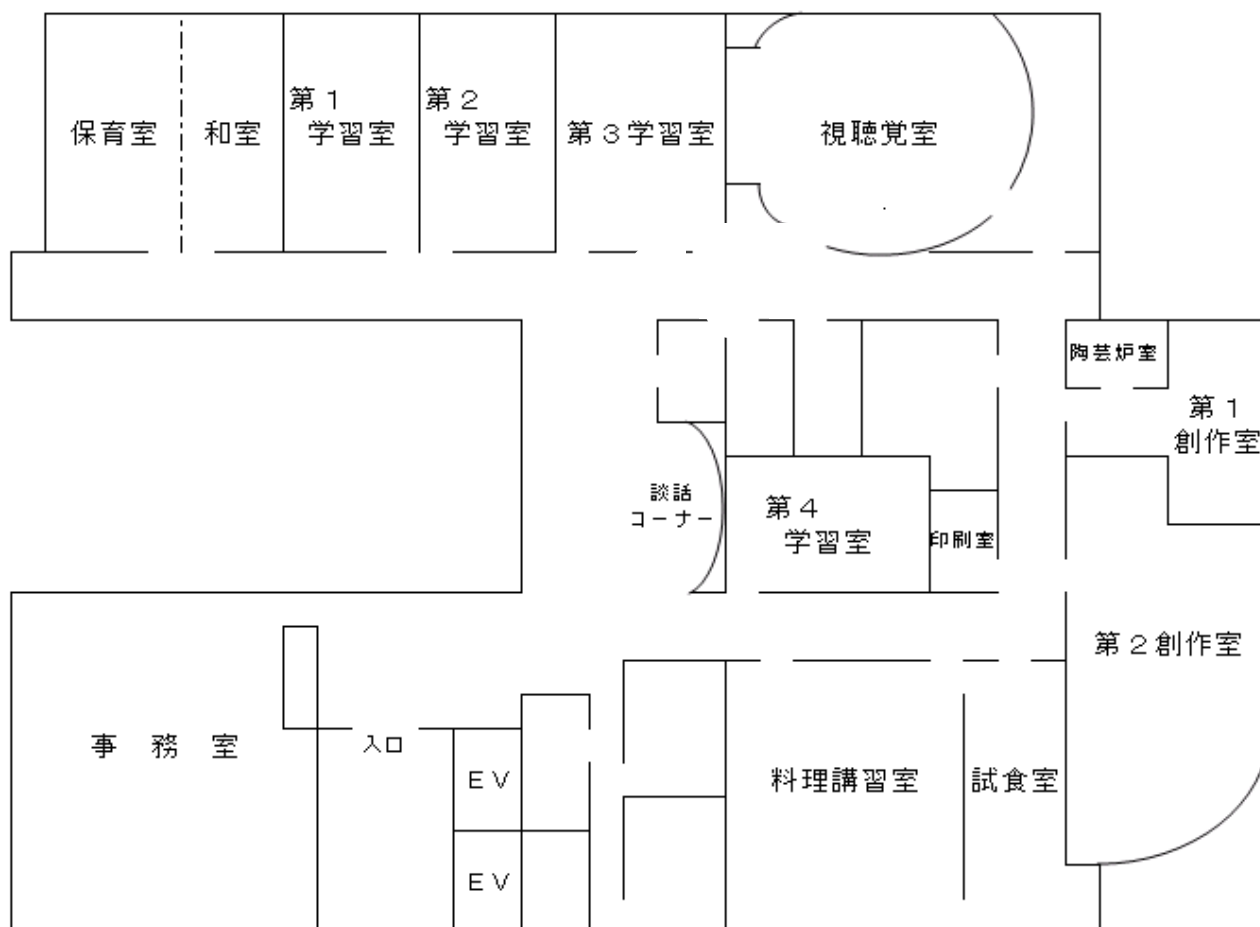 保育室
和室
第１
学習室
第２
学習室
第３学習室
視聴覚室
陶芸炉室
第１
創作室
談話
コーナー
第４
学習室
印刷室
第２創作室
事　務　室
入口
ＥＶ
料理講習室
試食室
ＥＶ